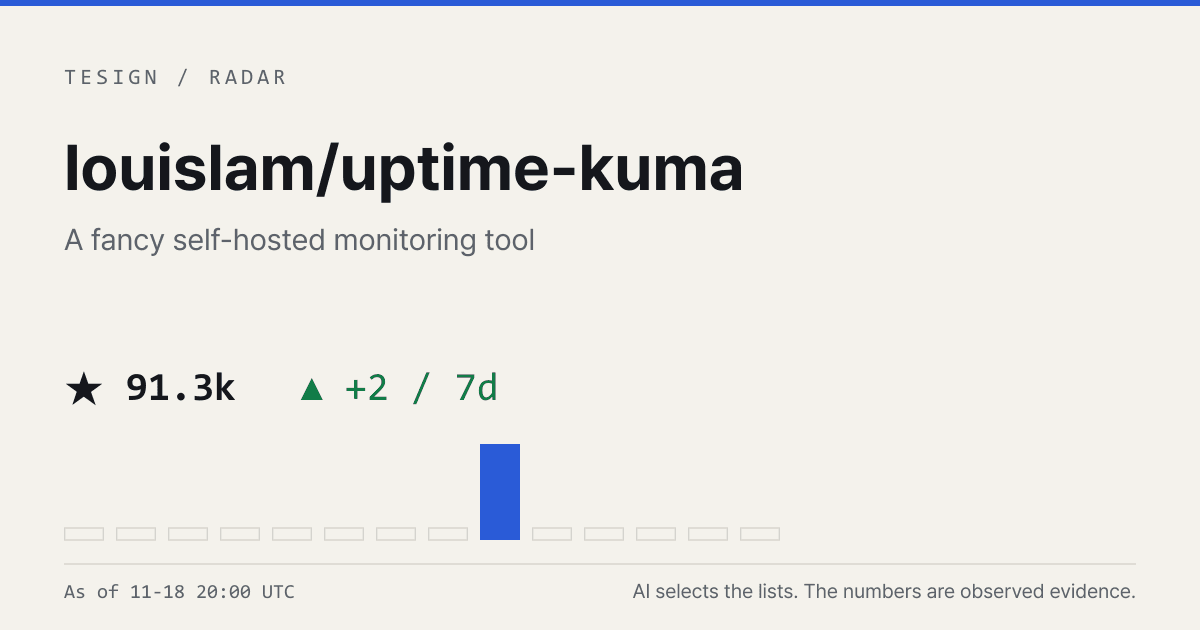 TESIGN / RADAR
louislam/uptime-kuma
A fancy self-hosted monitoring tool
★ 91.3k ▲ +2 / 7d
As of 11-18 20:00 UTC
AI selects the lists. The numbers are observed evidence.